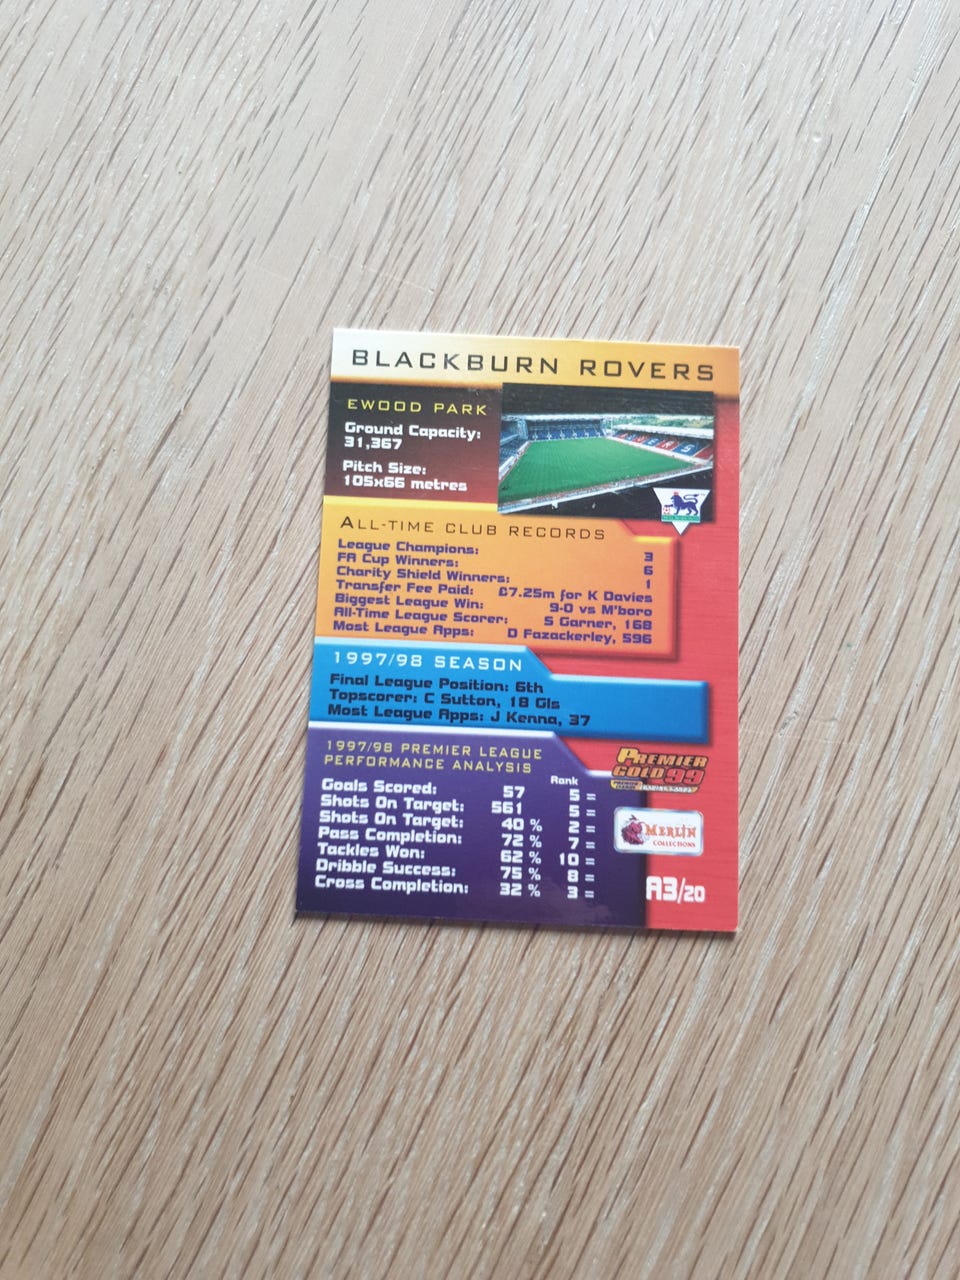 BLACKBURN ROVERS
EWOOD PARK
Ground Capacity:
31,367
Pitch Size:
105x66 metres
ALL-TIME CLUB RECORDS
League Champions: 3
FA Cup Winners: 6
Charity Shield Winners: 1
Transfer Fee Paid: £7.25m for K Davies
Biggest League Win: 9-0 vs M'boro
All-Time League Scorer: S Garner, 168
Most League Apps: D Fazackerley, 596
1997/98 SEASON
Final League Position: 6th
Topscorer: C Sutton, 18 Gls
Most League Apps: J Kenna, 37
1997/98 PREMIER LEAGUE
PERFORMANCE ANALYSIS
Rank
Goals Scored: 57 5 =
Shots On Target: 561 5 =
Shots On Target: 40 % 2 =
Pass Completion: 72 % 7 =
Tackles Won: 62 % 10 =
Dribble Success: 75 % 8 =
Cross Completion: 32 % 3 =
PREMIER
GOLD 99
MERLIN
COLLECTIONS
A3/20